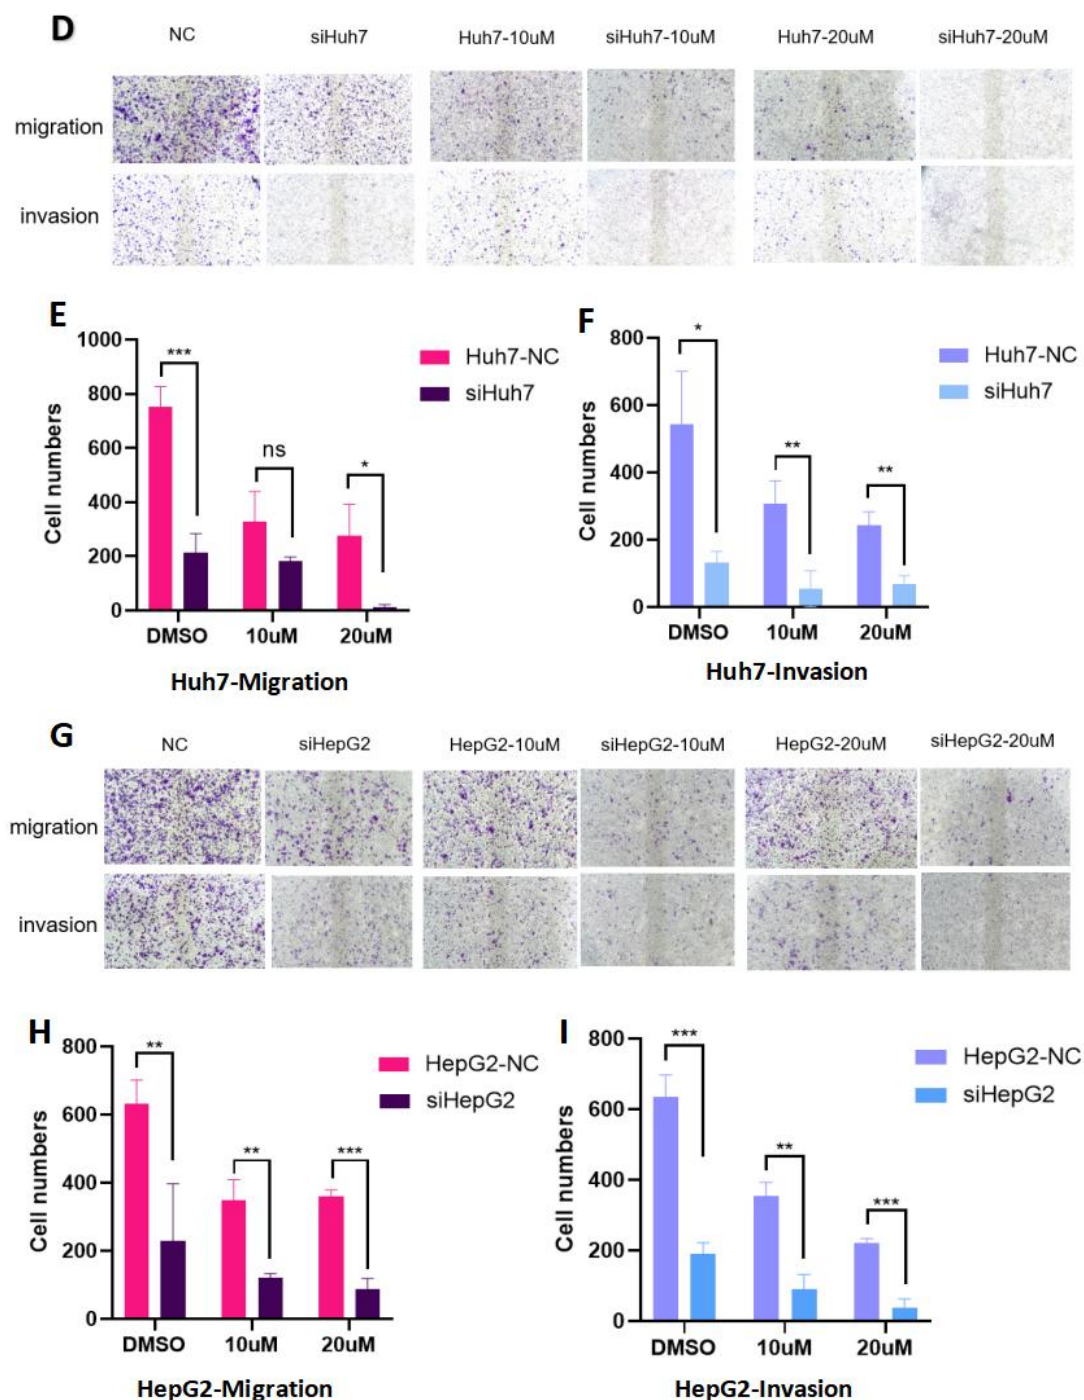 D
NC siHuh7 Huh7-10uM siHuh7-10uM Huh7-20uM siHuh7-20uM
migration
invasion
E
1000
800
600
400
200
0
Cell numbers
***
ns
*
Huh7-NC
siHuh7
DMSO 10uM 20uM
Huh7-Migration
F
800
600
400
200
0
Cell numbers
*
**
**
Huh7-NC
siHuh7
DMSO 10uM 20uM
Huh7-Invasion
G
NC siHepG2 HepG2-10uM siHepG2-10uM HepG2-20uM siHepG2-20uM
migration
invasion
H
800
600
400
200
0
Cell numbers
**
**
***
HepG2-NC
siHepG2
DMSO 10uM 20uM
HepG2-Migration
I
800
600
400
200
0
Cell numbers
***
**
***
HepG2-NC
siHepG2
DMSO 10uM 20uM
HepG2-Invasion